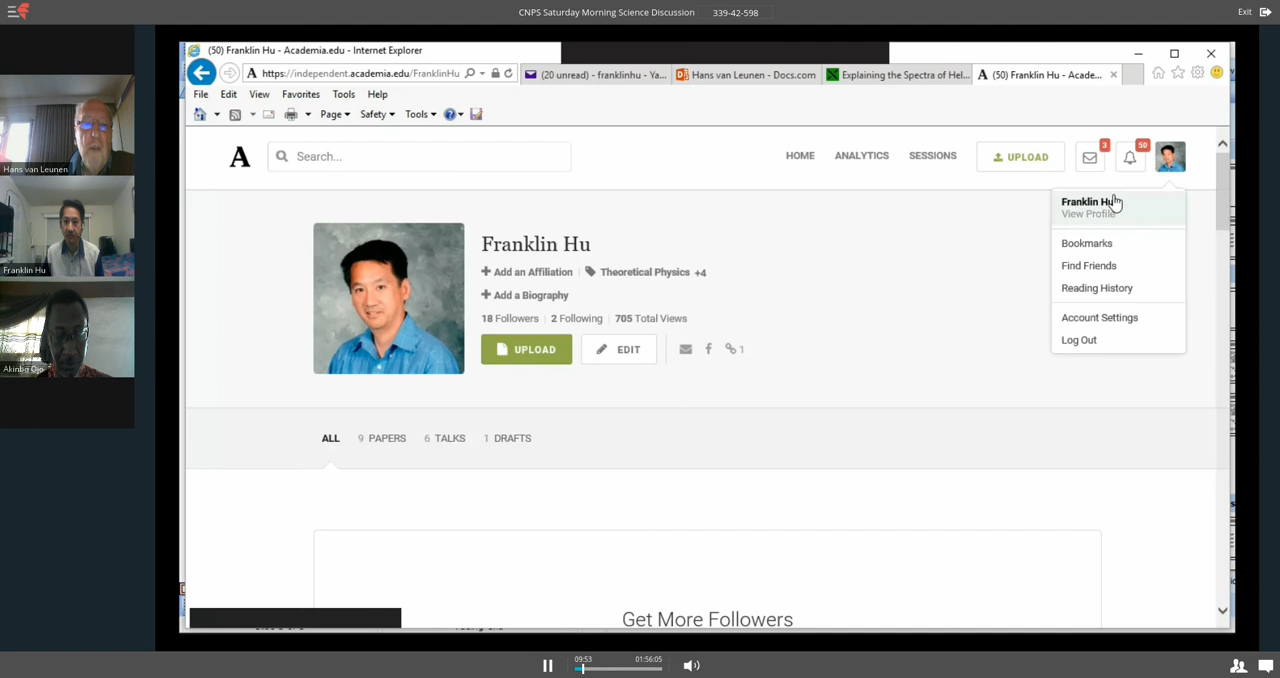 CNPS Saturday Morning Science Discussion 339-42-598 Exit
(50) Franklin Hu - Academia.edu - Internet Explorer
https://independent.academia.edu/FranklinHu
(20 unread) - franklinhu - Ya...
Hans van Leunen - Docs.com
Explaining the Spectra of Hel...
(50) Franklin Hu - Acade...
File Edit View Favorites Tools Help
Page Safety Tools
A Search... HOME ANALYTICS SESSIONS UPLOAD 3 50
Hans van Leunen
Franklin Hu
Akinbo Ojo
Franklin Hu
View Profile
Bookmarks
Find Friends
Reading History
Account Settings
Log Out
Franklin Hu
Add an Affiliation Theoretical Physics +4
Add a Biography
18 Followers 2 Following 705 Total Views
UPLOAD EDIT 1
ALL 9 PAPERS 6 TALKS 1 DRAFTS
Get More Followers
09:53 01:56:05